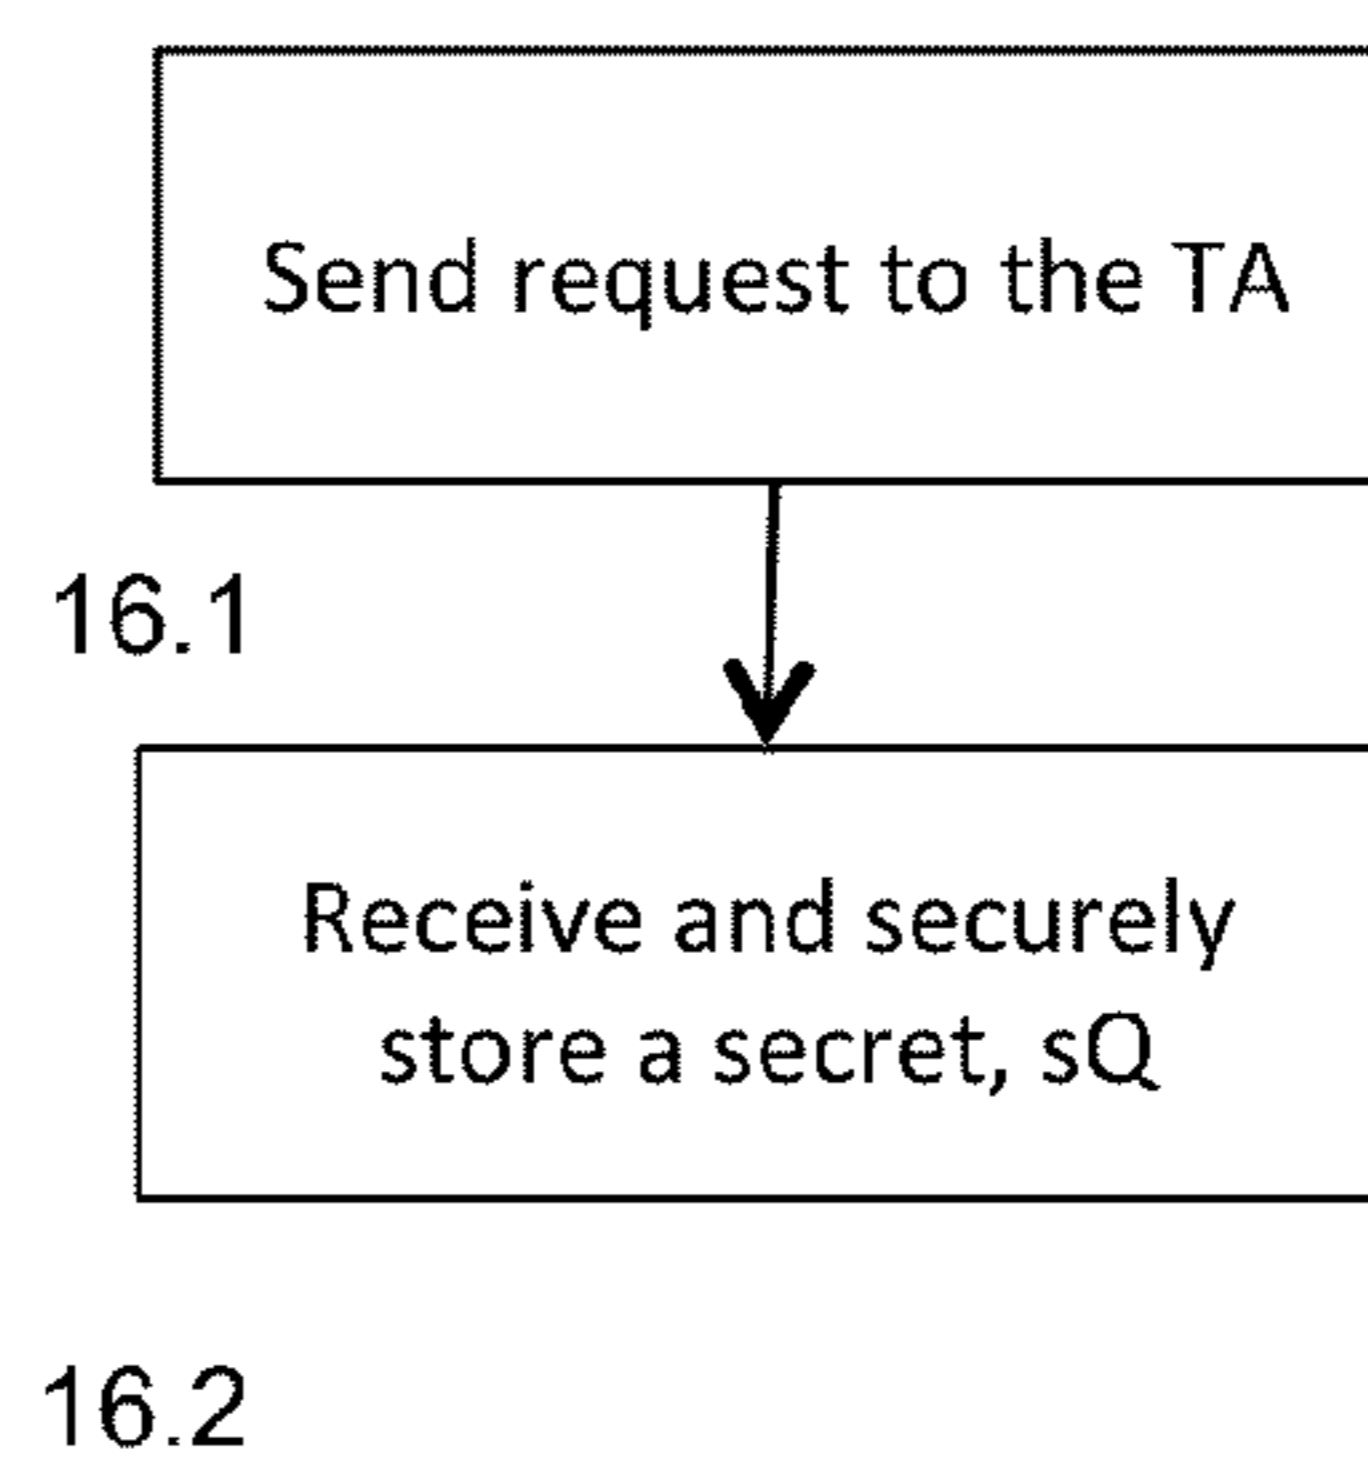 Send request to the TA
16.1
Receive and securely
store a secret, sQ
16.2